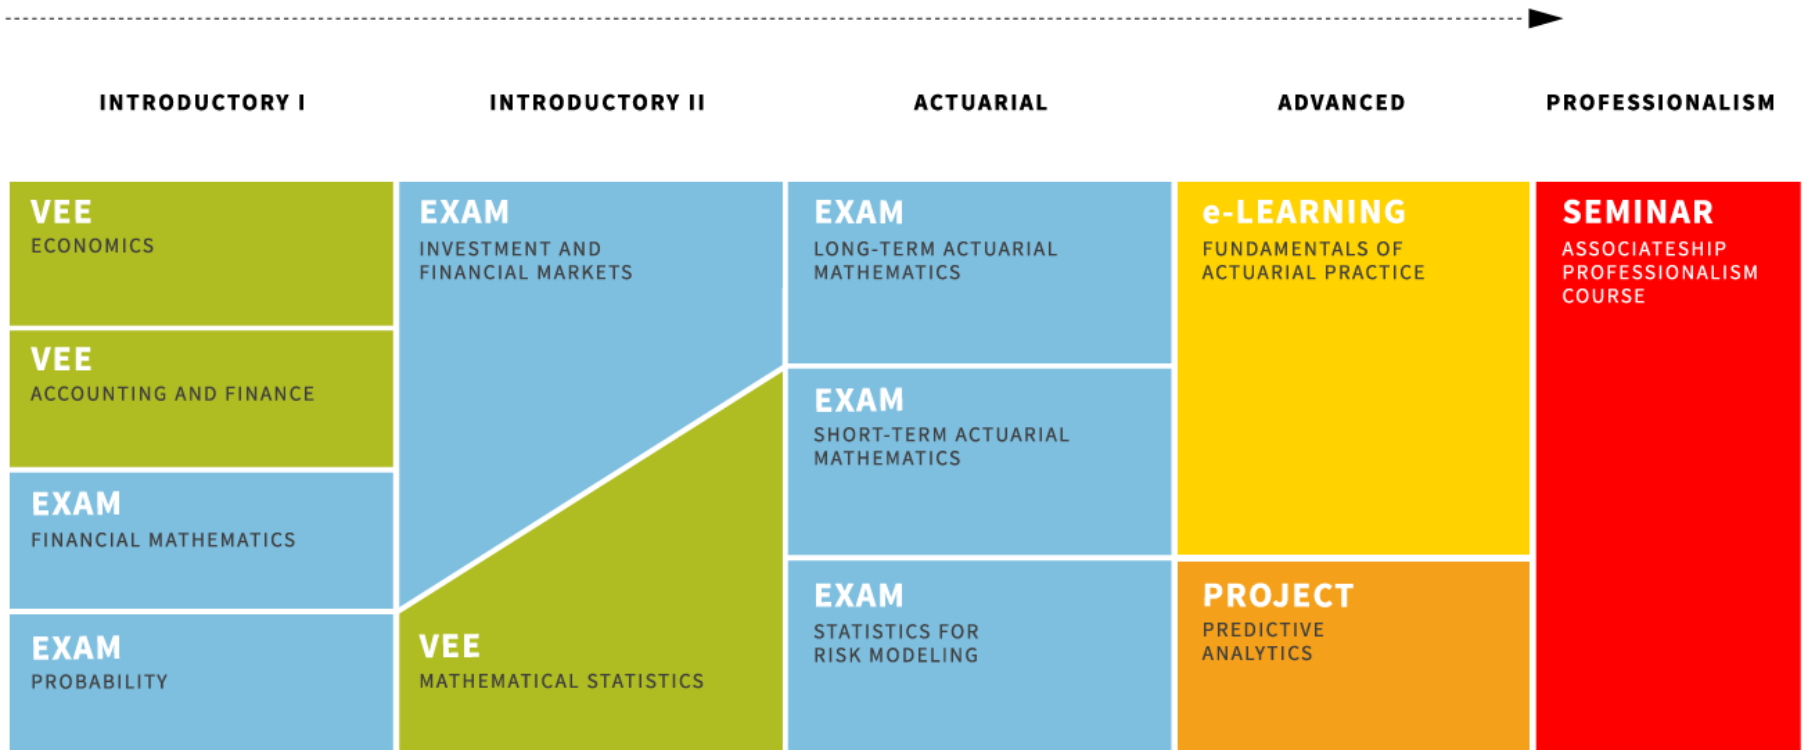 INTRODUCTORY I
INTRODUCTORY II
ACTUARIAL
ADVANCED
PROFESSIONALISM
VEE
ECONOMICS
VEE
ACCOUNTING AND FINANCE
EXAM
FINANCIAL MATHEMATICS
EXAM
PROBABILITY
EXAM
INVESTMENT AND
FINANCIAL MARKETS
VEE
MATHEMATICAL STATISTICS
EXAM
LONG-TERM ACTUARIAL
MATHEMATICS
EXAM
SHORT-TERM ACTUARIAL
MATHEMATICS
EXAM
STATISTICS FOR
RISK MODELING
e-LEARNING
FUNDAMENTALS OF
ACTUARIAL PRACTICE
PROJECT
PREDICTIVE
ANALYTICS
SEMINAR
ASSOCIATESHIP
PROFESSIONALISM
COURSE